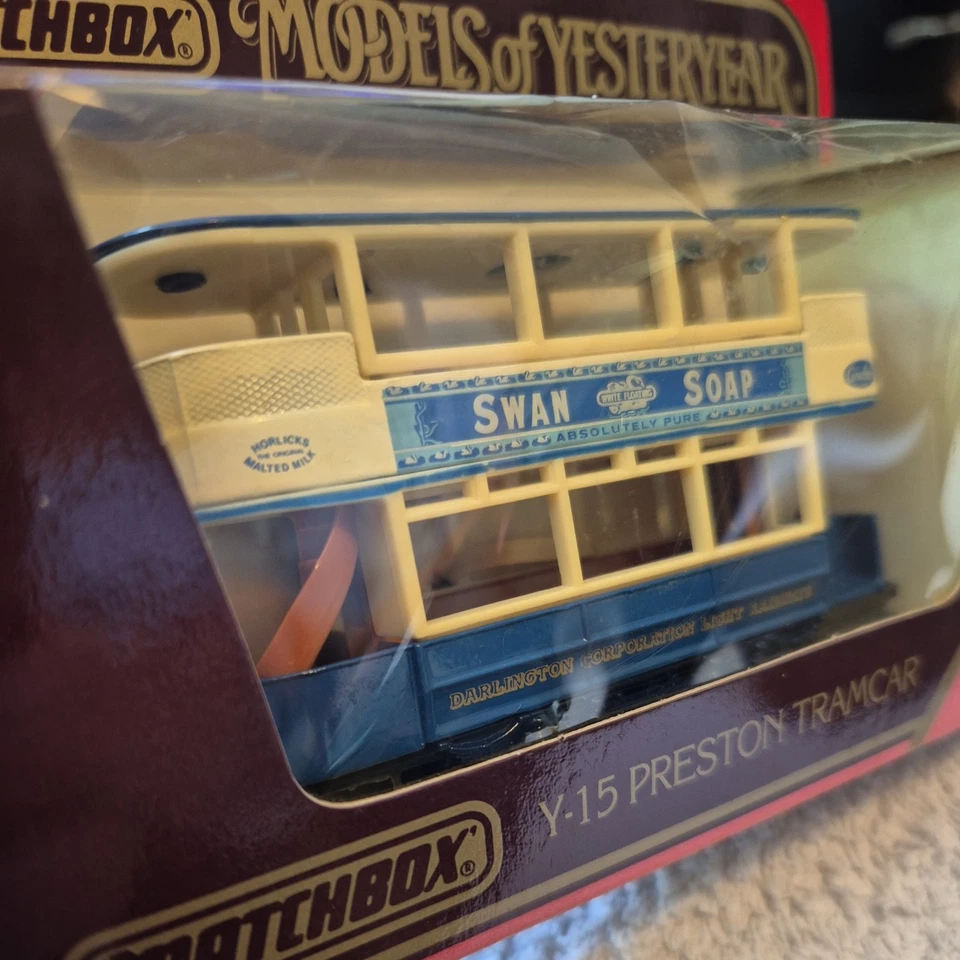 TCHBOX ®
MODELS of YESTERYEAR
SWAN WHITE FLOATING SOAP
ABSOLUTELY PURE
HORLICKS
THE ORIGINAL
MALTED MILK
DARLINGTON CORPORATION LIGHT RAILWAYS
Y-15 PRESTON TRAMCAR
MATCHBOX ®